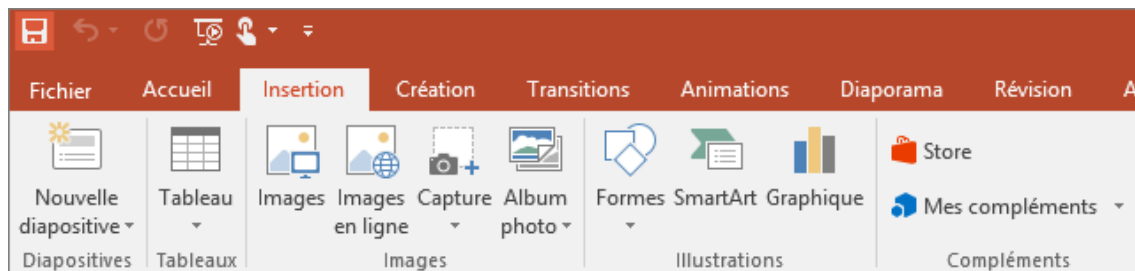 Fichier Accueil Insertion Création Transitions Animations Diaporama Révision A
Nouvelle diapositive
Tableau
Images
Images en ligne
Capture
Album photo
Formes
SmartArt
Graphique
Store
Mes compléments
Diapositives Tableaux Images Illustrations Compléments